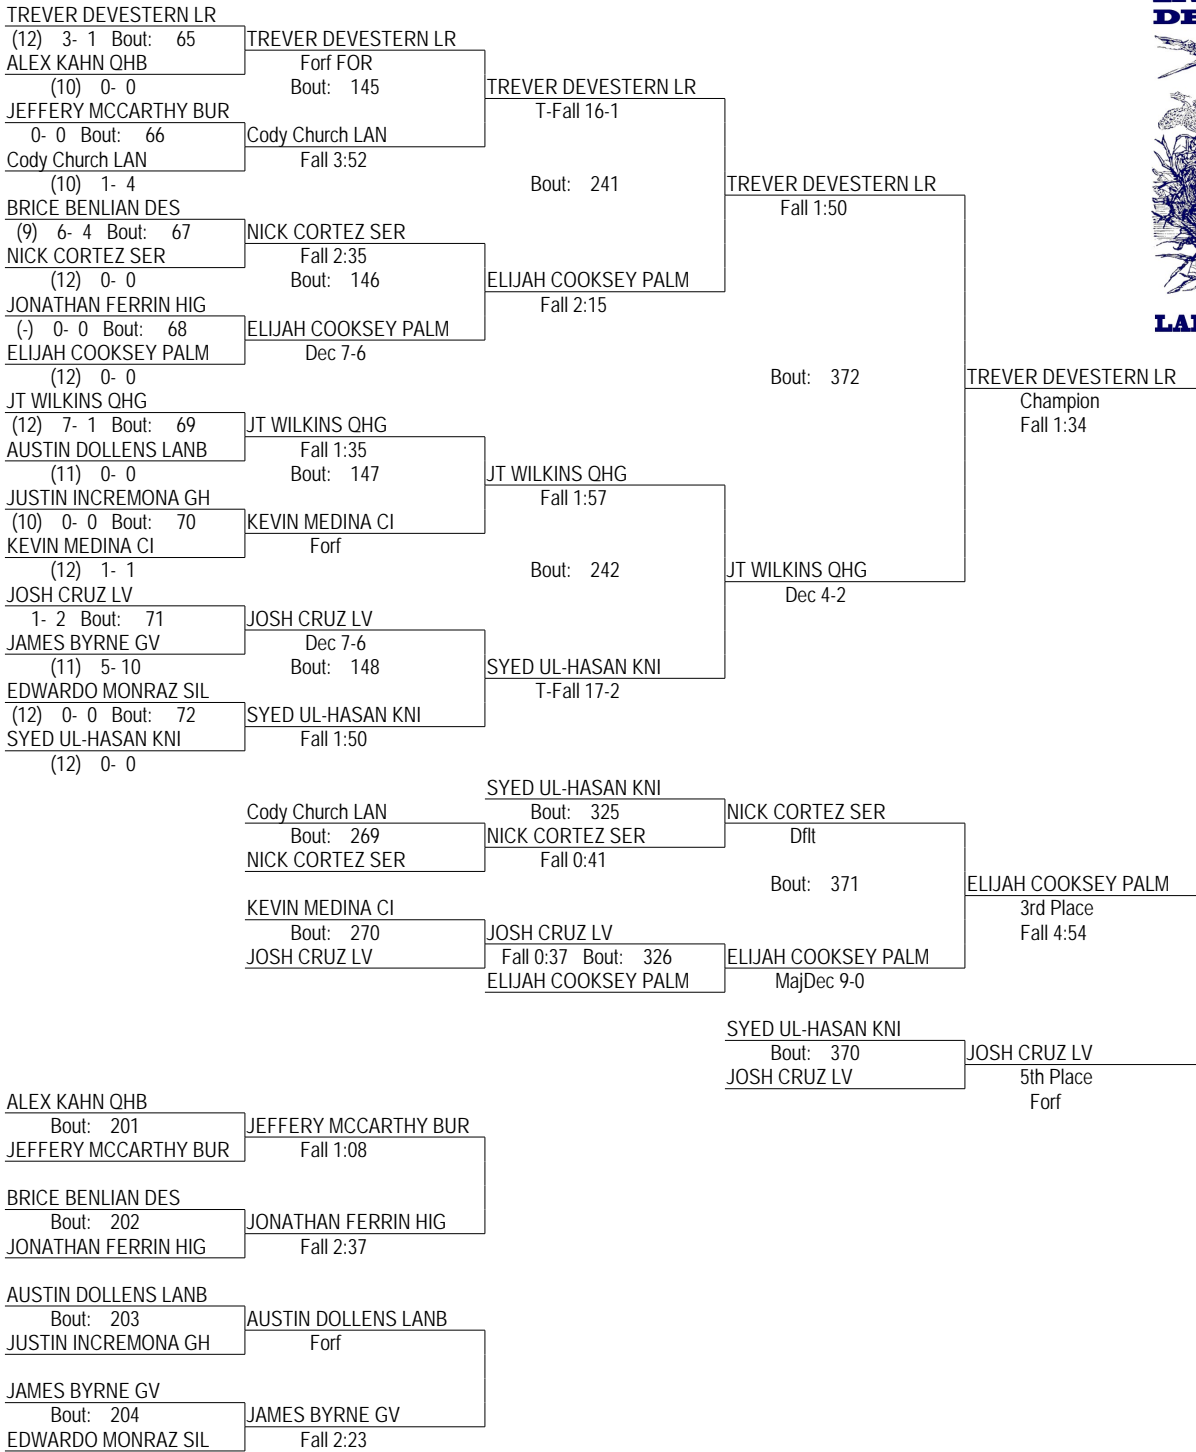 TREVER DEVESTERN LR
(12) 3- 1 Bout: 65
TREVER DEVESTERN LR
ALEX KAHN QHB
Forf FOR
(10) 0- 0
Bout: 145
TREVER DEVESTERN LR
JEFFERY MCCARTHY BUR
T-Fall 16-1
0- 0 Bout: 66
Cody Church LAN
Cody Church LAN
Fall 3:52
(10) 1- 4
Bout: 241
TREVER DEVESTERN LR
BRICE BENLIAN DES
Fall 1:50
(9) 6- 4 Bout: 67
NICK CORTEZ SER
NICK CORTEZ SER
Fall 2:35
(12) 0- 0
Bout: 146
ELIJAH COOKSEY PALM
JONATHAN FERRIN HIG
Fall 2:15
(-) 0- 0 Bout: 68
ELIJAH COOKSEY PALM
LAN
ELIJAH COOKSEY PALM
Dec 7-6
(12) 0- 0
Bout: 372
TREVER DEVESTERN LR
JT WILKINS QHG
Champion
(12) 7- 1 Bout: 69
JT WILKINS QHG
Fall 1:34
AUSTIN DOLLENS LANB
Fall 1:35
(11) 0- 0
Bout: 147
JT WILKINS QHG
JUSTIN INCREMONA GH
Fall 1:57
(10) 0- 0 Bout: 70
KEVIN MEDINA CI
KEVIN MEDINA CI
Forf
(12) 1- 1
Bout: 242
JT WILKINS QHG
JOSH CRUZ LV
Dec 4-2
1- 2 Bout: 71
JOSH CRUZ LV
JAMES BYRNE GV
Dec 7-6
(11) 5- 10
Bout: 148
SYED UL-HASAN KNI
EDWARDO MONRAZ SIL
T-Fall 17-2
(12) 0- 0 Bout: 72
SYED UL-HASAN KNI
SYED UL-HASAN KNI
Fall 1:50
(12) 0- 0
SYED UL-HASAN KNI
Cody Church LAN
Bout: 325
NICK CORTEZ SER
Bout: 269
NICK CORTEZ SER
Dflt
NICK CORTEZ SER
Fall 0:41
Bout: 371
ELIJAH COOKSEY PALM
KEVIN MEDINA CI
3rd Place
Bout: 270
JOSH CRUZ LV
Fall 4:54
JOSH CRUZ LV
Fall 0:37 Bout: 326
ELIJAH COOKSEY PALM
ELIJAH COOKSEY PALM
MajDec 9-0
SYED UL-HASAN KNI
Bout: 370
JOSH CRUZ LV
JOSH CRUZ LV
5th Place
Forf
ALEX KAHN QHB
Bout: 201
JEFFERY MCCARTHY BUR
JEFFERY MCCARTHY BUR
Fall 1:08
BRICE BENLIAN DES
Bout: 202
JONATHAN FERRIN HIG
JONATHAN FERRIN HIG
Fall 2:37
AUSTIN DOLLENS LANB
Bout: 203
AUSTIN DOLLENS LANB
JUSTIN INCREMONA GH
Forf
JAMES BYRNE GV
Bout: 204
JAMES BYRNE GV
EDWARDO MONRAZ SIL
Fall 2:23